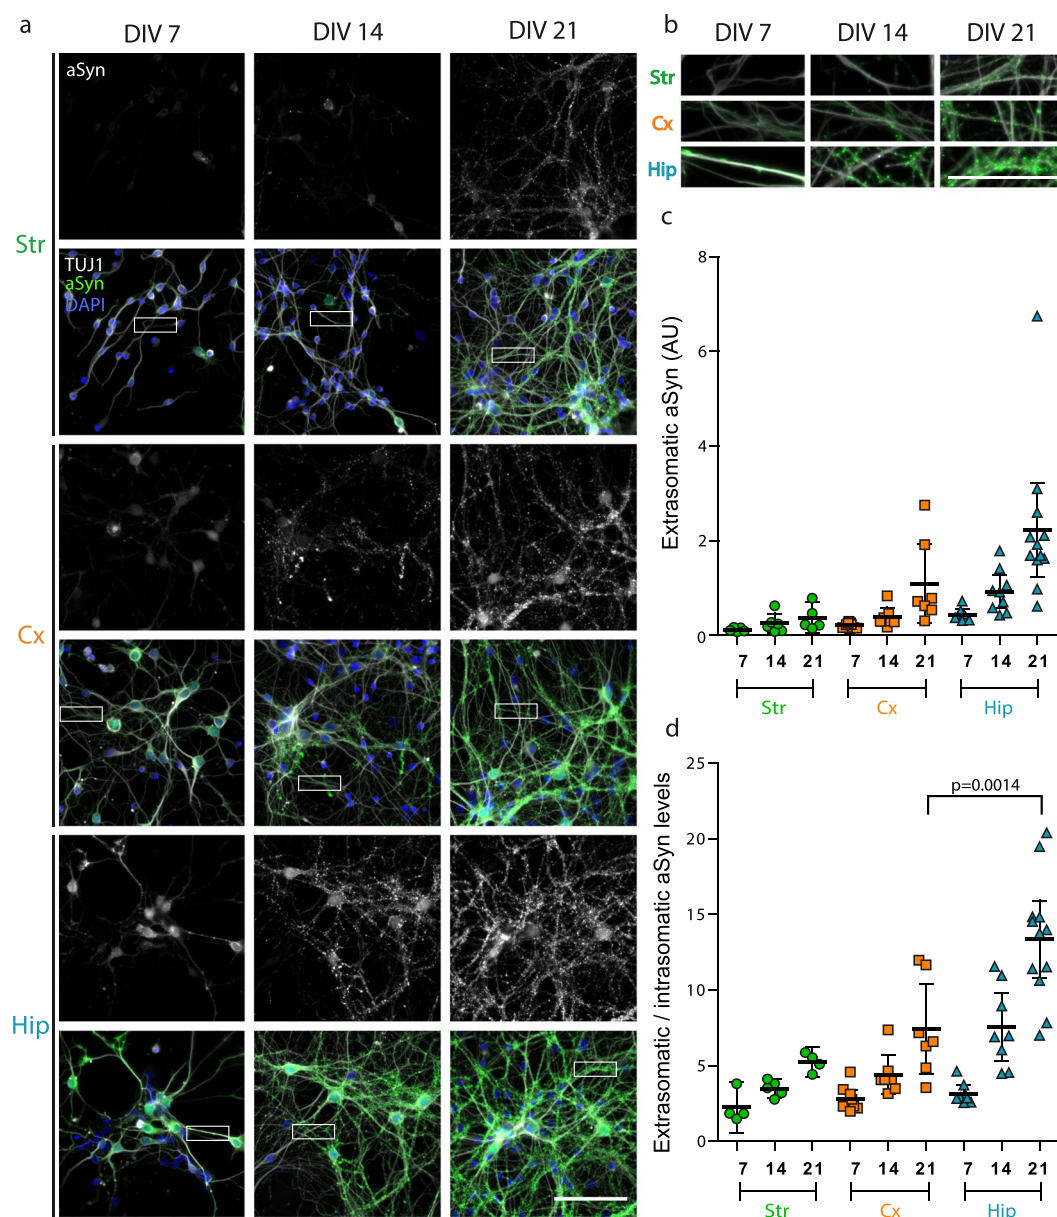 a
DIV 7
DIV 14
DIV 21
aSyn
Str
TUJ1
aSyn
DAPI
Cx
Hip
b
DIV 7
DIV 14
DIV 21
Str
Cx
Hip
c
Extrasomatic aSyn (AU)
8
6
4
2
0
7 14 21 7 14 21 7 14 21
Str Cx Hip
d
Extrasomatic / intrasomatic aSyn levels
25
20
15
10
5
0
p=0.0014
7 14 21 7 14 21 7 14 21
Str Cx Hip